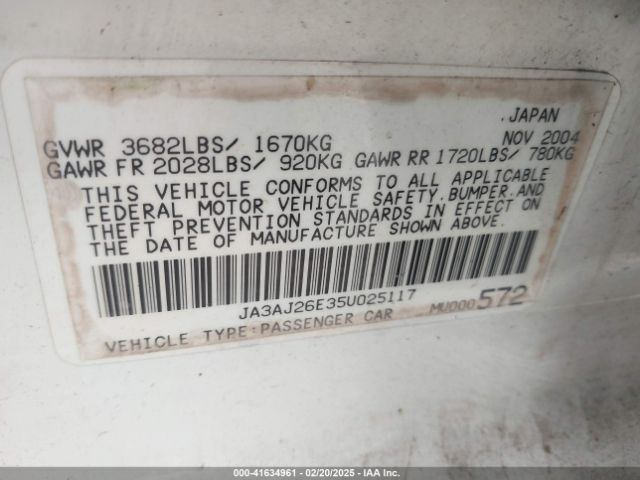 JAPAN
GVWR 3682LBS/ 1670KG NOV 2004
GAWR FR 2028LBS/ 920KG GAWR RR 1720LBS/ 780KG
THIS VEHICLE CONFORMS TO ALL APPLICABLE
FEDERAL MOTOR VEHICLE SAFETY.BUMPER.AND
THEFT PREVENTION STANDARDS IN EFFECT ON
THE DATE OF MANUFACTURE SHOWN ABOVE.
JA3AJ26E35U025117
VEHICLE TYPE:PASSENGER CAR MU000572
000-41634961 - 02/20/2025 - IAAI.COM